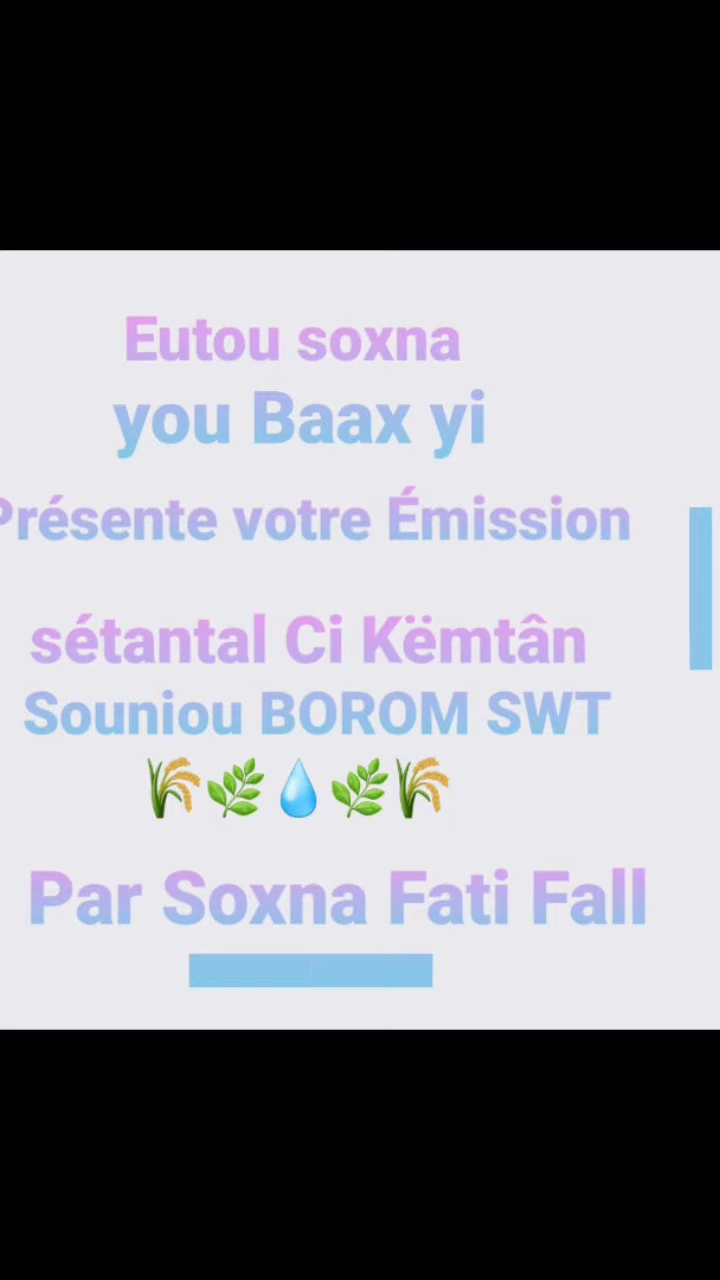 Eutou soxna
you Baax yi
Présente votre Émission
sétantal Ci Këmtân
Souniou BOROM SWT
🌾🌿💧🌿🌾
Par Soxna Fati Fall